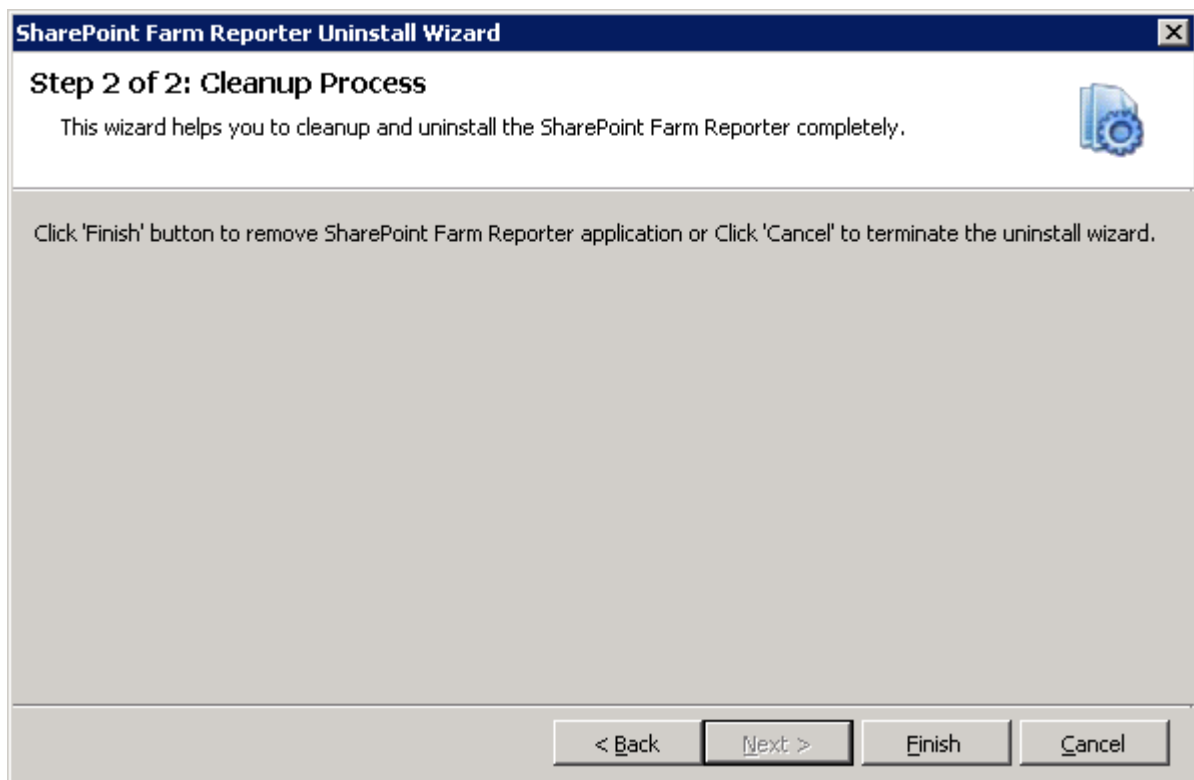 SharePoint Farm Reporter Uninstall Wizard
Step 2 of 2: Cleanup Process
This wizard helps you to cleanup and uninstall the SharePoint Farm Reporter completely.
Click 'Finish' button to remove SharePoint Farm Reporter application or Click 'Cancel' to terminate the uninstall wizard.
< Back Next > Finish Cancel